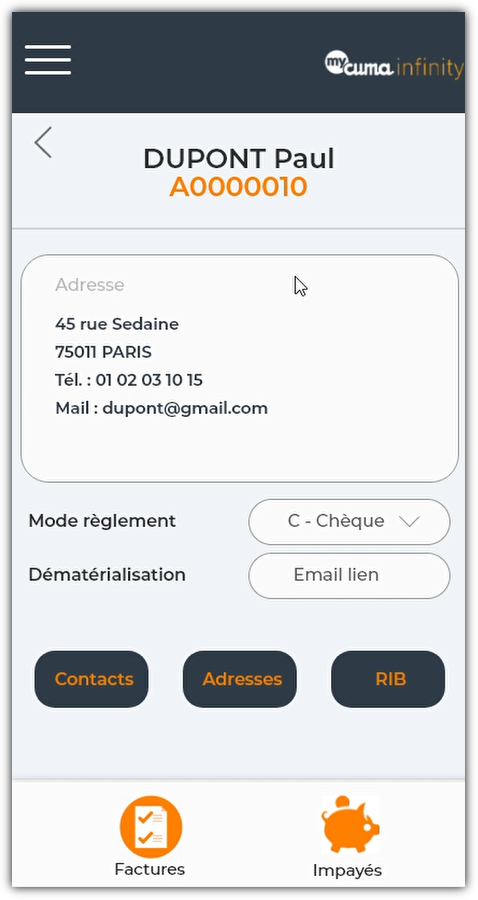 mycuma infinity
DUPONT Paul
A0000010
Adresse
45 rue Sedaine
75011 PARIS
Tél. : 01 02 03 10 15
Mail : dupont@gmail.com
Mode règlement C - Chèque
Dématérialisation Email lien
Contacts Adresses RIB
Factures Impayés